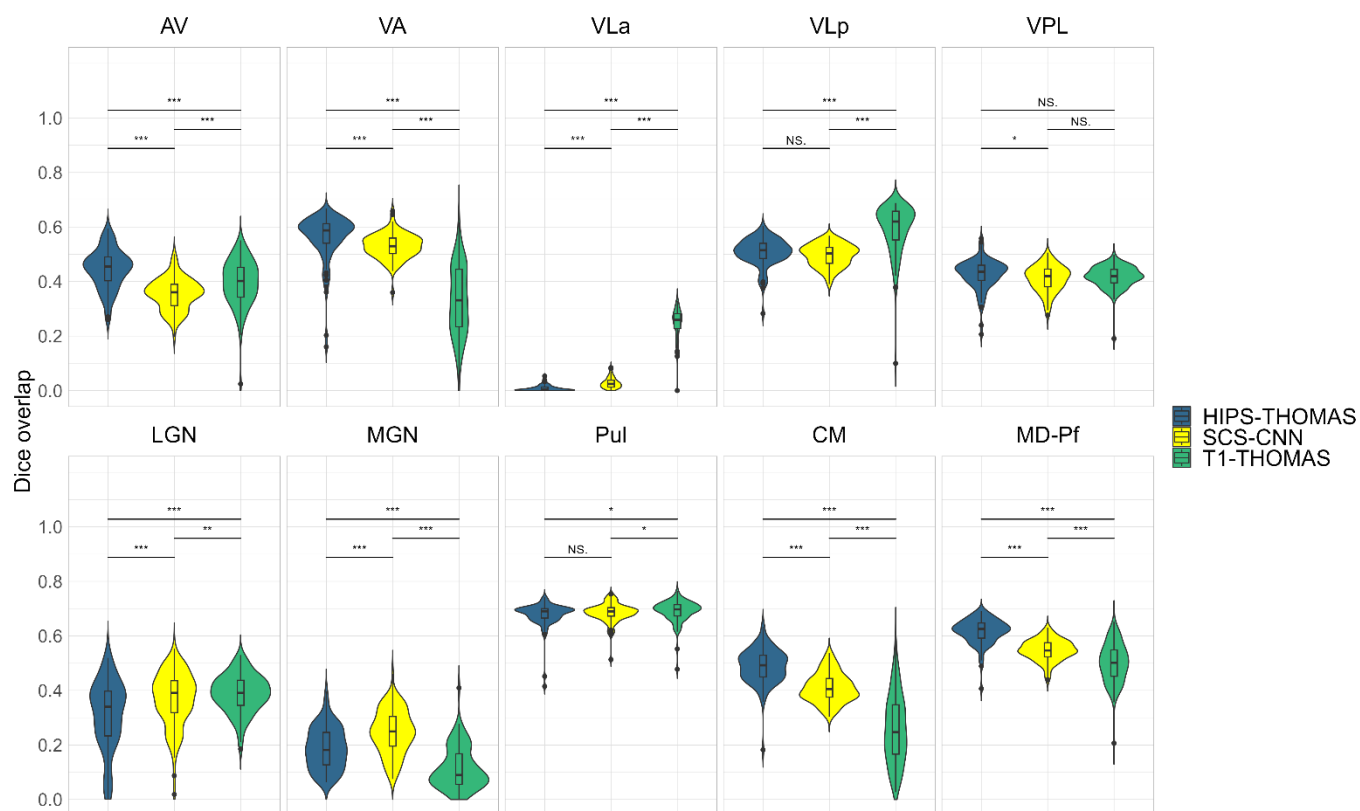 AV VA VLa VLp VPL
*** *** *** *** NS.
*** *** *** *** NS.
*** *** *** NS. *
1.0
0.8
0.6
0.4
0.2
0.0
LGN MGN Pul CM MD-Pf
*** *** * *** ***
** *** * *** ***
*** *** NS. *** ***
1.0
0.8
0.6
0.4
0.2
0.0
Dice overlap
HIPS-THOMAS
SCS-CNN
T1-THOMAS